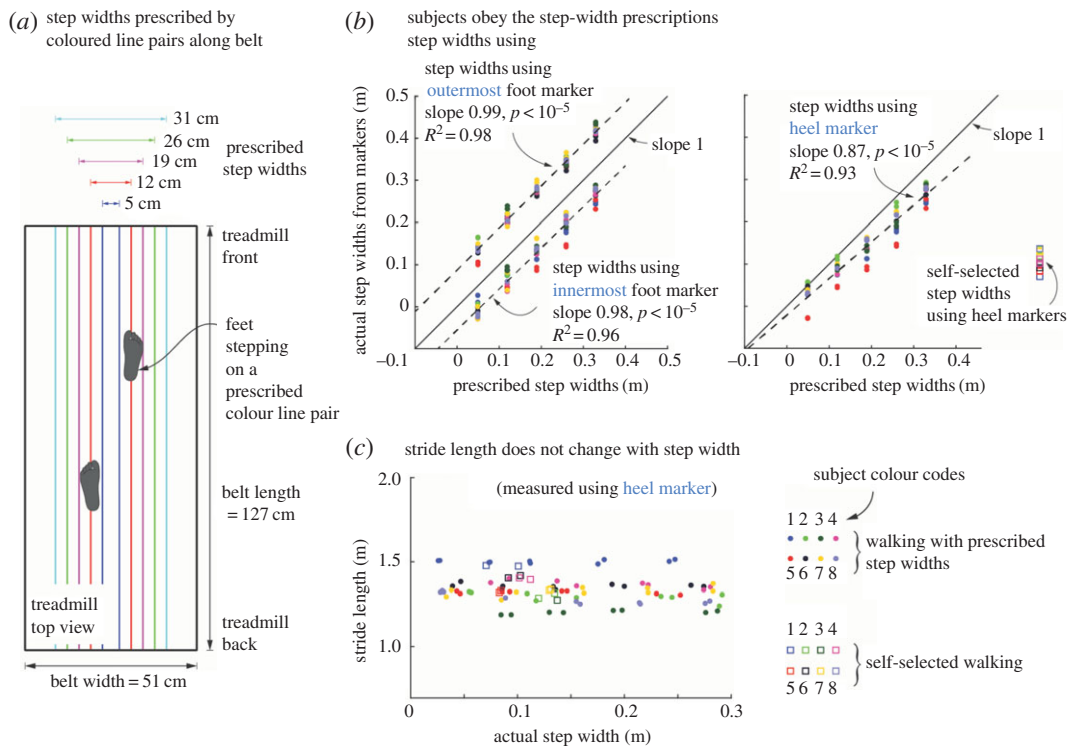 (a) step widths prescribed by
coloured line pairs along belt
31 cm
26 cm
19 cm
12 cm
5 cm
prescribed
step widths
treadmill
front
feet
stepping
on a
prescribed
colour line pair
belt length
= 127 cm
treadmill
top view
treadmill
back
belt width = 51 cm
(b) subjects obey the step-width prescriptions
step widths using
step widths using
outermost foot marker
slope 0.99, p < 10⁻⁵
R² = 0.98
slope 1
step widths using
innermost foot marker
slope 0.98, p < 10⁻⁵
R² = 0.96
actual step widths from markers (m)
0.5
0.4
0.3
0.2
0.1
0
−0.1
−0.1 0 0.1 0.2 0.3 0.4 0.5
prescribed step widths (m)
step widths using
heel marker
slope 0.87, p < 10⁻⁵
R² = 0.93
slope 1
self-selected
step widths
using heel markers
−0.1 0 0.1 0.2 0.3 0.4
prescribed step widths (m)
(c) stride length does not change with step width
(measured using heel marker)
stride length (m)
2.0
1.5
1.0
0 0.1 0.2 0.3
actual step width (m)
subject colour codes
1 2 3 4
walking with prescribed
step widths
5 6 7 8
1 2 3 4
self-selected walking
5 6 7 8